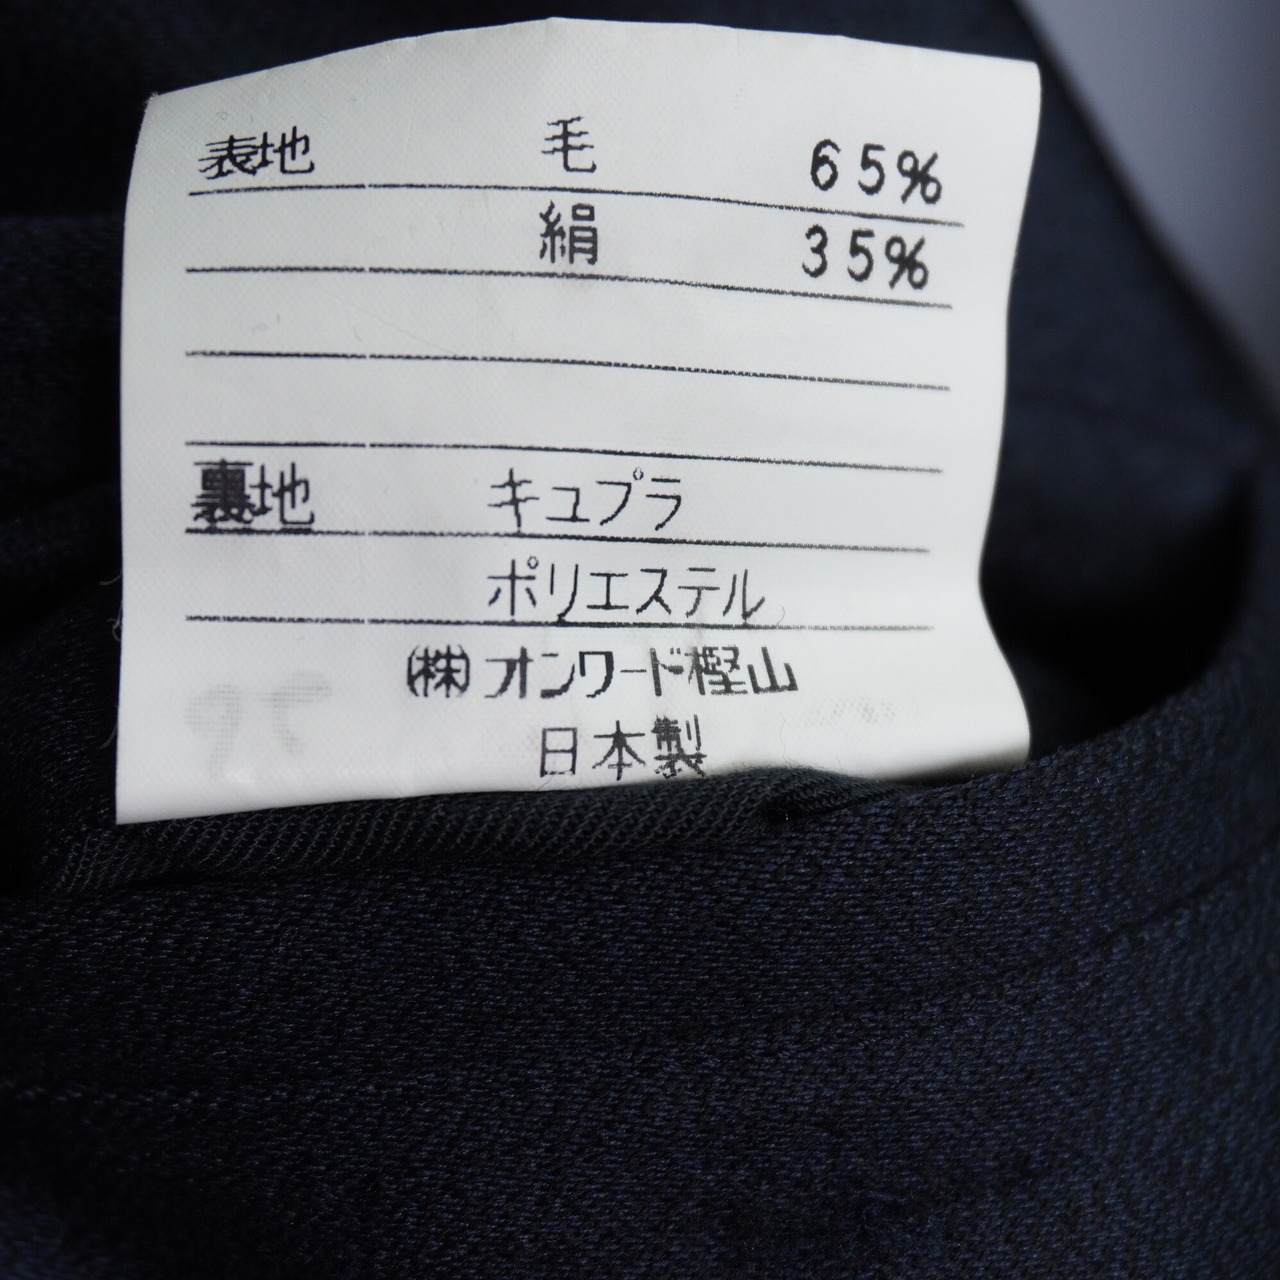 表地 毛 65%
絹 35%
裏地 キュプラ
ポリエステル
(株)オンワード樫山
日本製